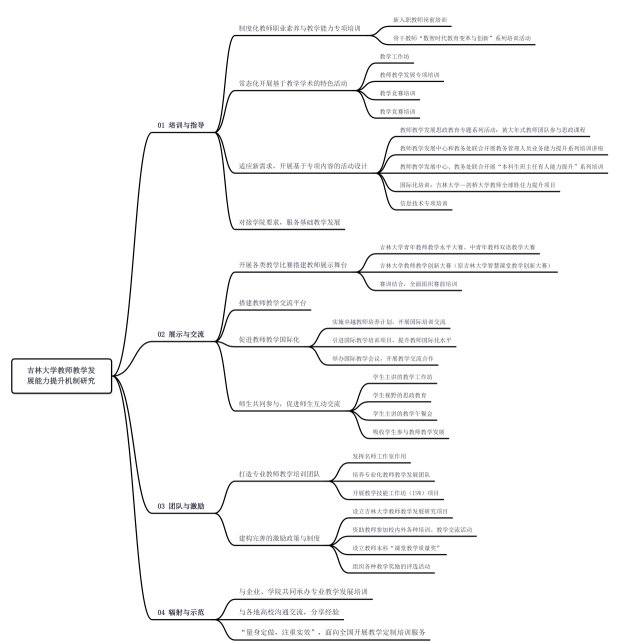 吉林大学教师教学发
展能力提升机制研究
01 培训与指导
制度化教师职业素养与教学能力专项培训
新入职教师岗前培训
骨干教师“数智时代教育变革与创新”系列培训活动
常态化开展基于教学学术的特色活动
教学工作坊
教师教学发展专项培训
教学竞赛培训
教学竞赛培训
适应新需求，开展基于专项内容的活动设计
教师教学发展思政教育专题系列活动：黄大年式教师团队参与思政课程
教师教学发展中心和教务处联合开展教务管理人员业务能力提升系列培训讲座
教师教学发展中心、教务处联合开展“本科生班主任育人能力提升”系列培训
国际化培训：吉林大学—剑桥大学教师全球胜任力提升项目
信息技术专项培训
对接学院要求，服务基础教学发展
02 展示与交流
开展各类教学比赛搭建教师展示舞台
吉林大学青年教师教学水平大赛、中青年教师双语教学大赛
吉林大学教师教学创新大赛（原吉林大学智慧课堂教学创新大赛）
赛训结合，全面组织赛前培训
搭建教师教学交流平台
促进教师教学国际化
实施卓越教师培养计划，开展国际培训交流
引进国际教学培训项目，提升教师国际化水平
举办国际教学会议，开展教学交流合作
师生共同参与，促进师生互动交流
学生主讲的教学工作坊
学生视野的思政教育
学生主讲的教学午餐会
吸收学生参与教师教学发展
03 团队与激励
打造专业教师教学培训团队
发挥名师工作室作用
培养专业化教师教学发展团队
开展教学技能工作坊（ISW）项目
建构完善的激励政策与制度
设立吉林大学教师教学发展研究项目
资助教师参加校内外各种培训、教学交流活动
设立教师本科“课堂教学质量奖”
组织各种教学奖励的评选活动
04 辐射与示范
与企业、学院共同承办专业教学发展培训
与各地高校沟通交流，分享经验
“量身定做，注重实效”，面向全国开展教学定制培训服务